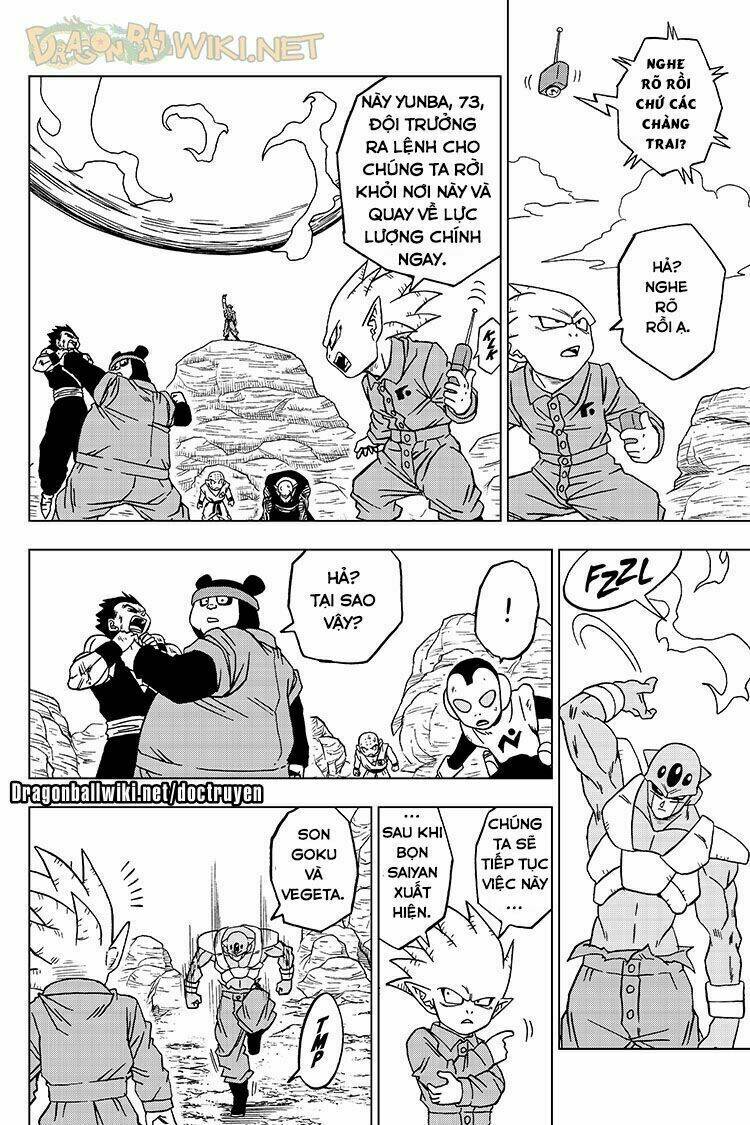 DRAGON BALL WIKI.NET
NGHE
RÕ RỒI
CHỨ CÁC
CHÀNG
TRAI?
HẢ?
NGHE
RÕ
RỒI Ạ.
NÀY YUNBA, 73,
ĐỘI TRƯỞNG
RA LỆNH CHO
CHÚNG TA RỜI
KHỎI NƠI NÀY VÀ
QUAY VỀ LỰC
LƯỢNG CHÍNH
NGAY.
FZZL
!
HẢ?
TẠI SAO
VẬY?
Dragonballwiki.net/doctruyen
CHÚNG
TA SẼ
TIẾP TỤC
VIỆC NÀY
...
...
SAU KHI
BỌN
SAIYAN
XUẤT
HIỆN.
SON
GOKU
VÀ
VEGETA.
TMP